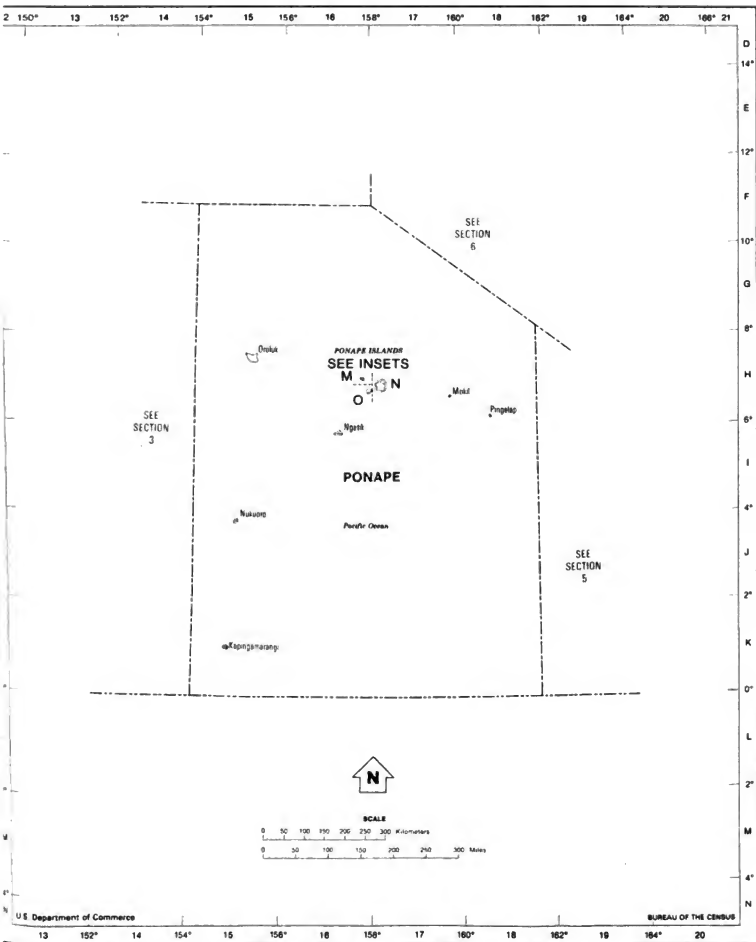 2 150° 13 152° 14 154° 15 156° 16 158° 17 160° 18 162° 19 164° 20 166° 21
D
14°
E
12°
F
SEE
SECTION
6
10°
G
8°
Oroluk
PONAPE ISLANDS
SEE INSETS
H
M
N
O
Mokil
Pingelap
6°
SEE
SECTION
3
Ngatik
I
PONAPE
4°
Nukuoro
Pacific Ocean
J
SEE
SECTION
5
2°
Kapingamarangi
K
0°
L
N
2°
SCALE
0 50 100 150 200 250 300 Kilometers
0 50 100 150 200 250 300 Miles
M
4°
N
U.S. Department of Commerce
BUREAU OF THE CENSUS
13 152° 14 154° 15 156° 16 158° 17 160° 18 162° 19 164° 20